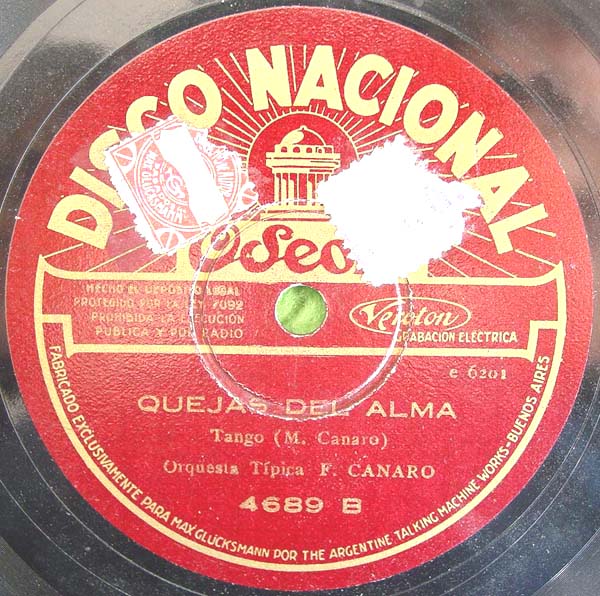 DISCO NACIONAL
Odeon
HECHO EL DEPÓSITO LEGAL
PROTEGIDO POR LA LEY 7092
PROHIBIDA LA EJECUCIÓN
PUBLICA Y POR RADIO
Veroton
GRABACION ELECTRICA
e 6201
QUEJAS DEL ALMA
Tango (M. Canaro)
Orquesta Típica F. CANARO
4689 B
FABRICADO EXCLUSIVAMENTE PARA MAX GLUCKSMANN POR THE ARGENTINE TALKING MACHINE WORKS-BUENOS AIRES